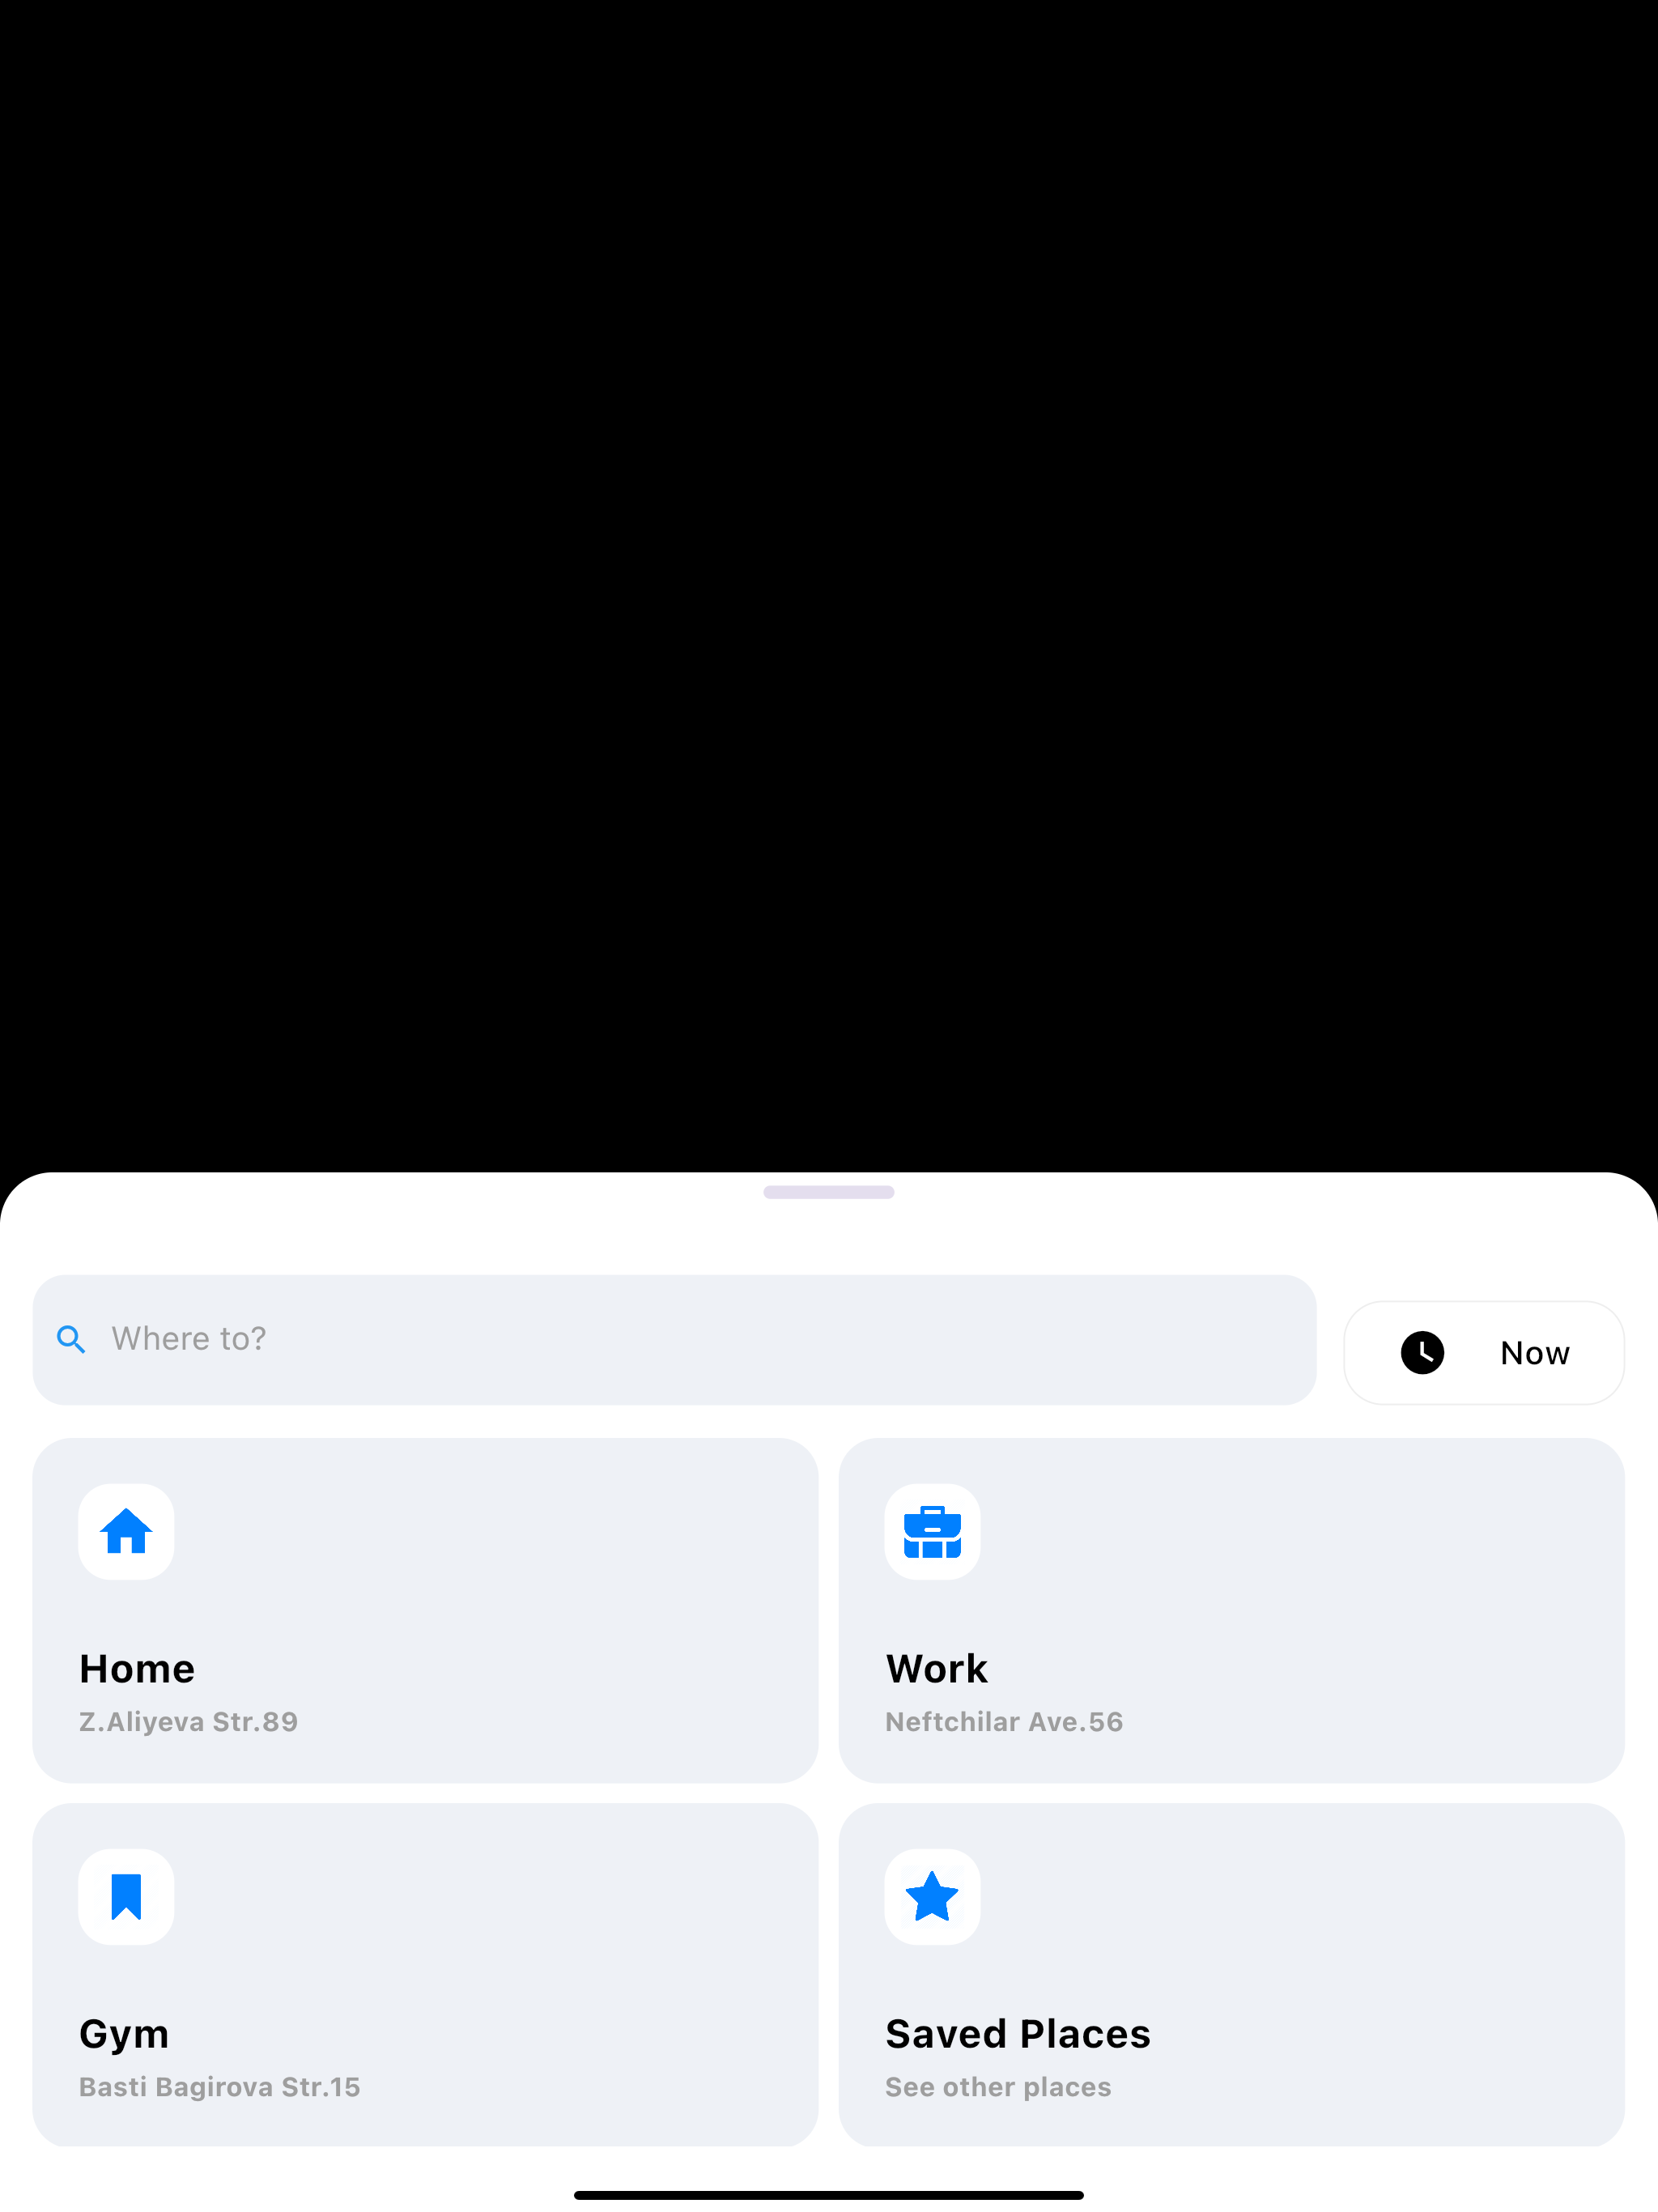 Where to?
Now
Home
Z.Aliyeva Str.89
Work
Neftchilar Ave.56
Gym
Basti Bagirova Str.15
Saved Places
See other places